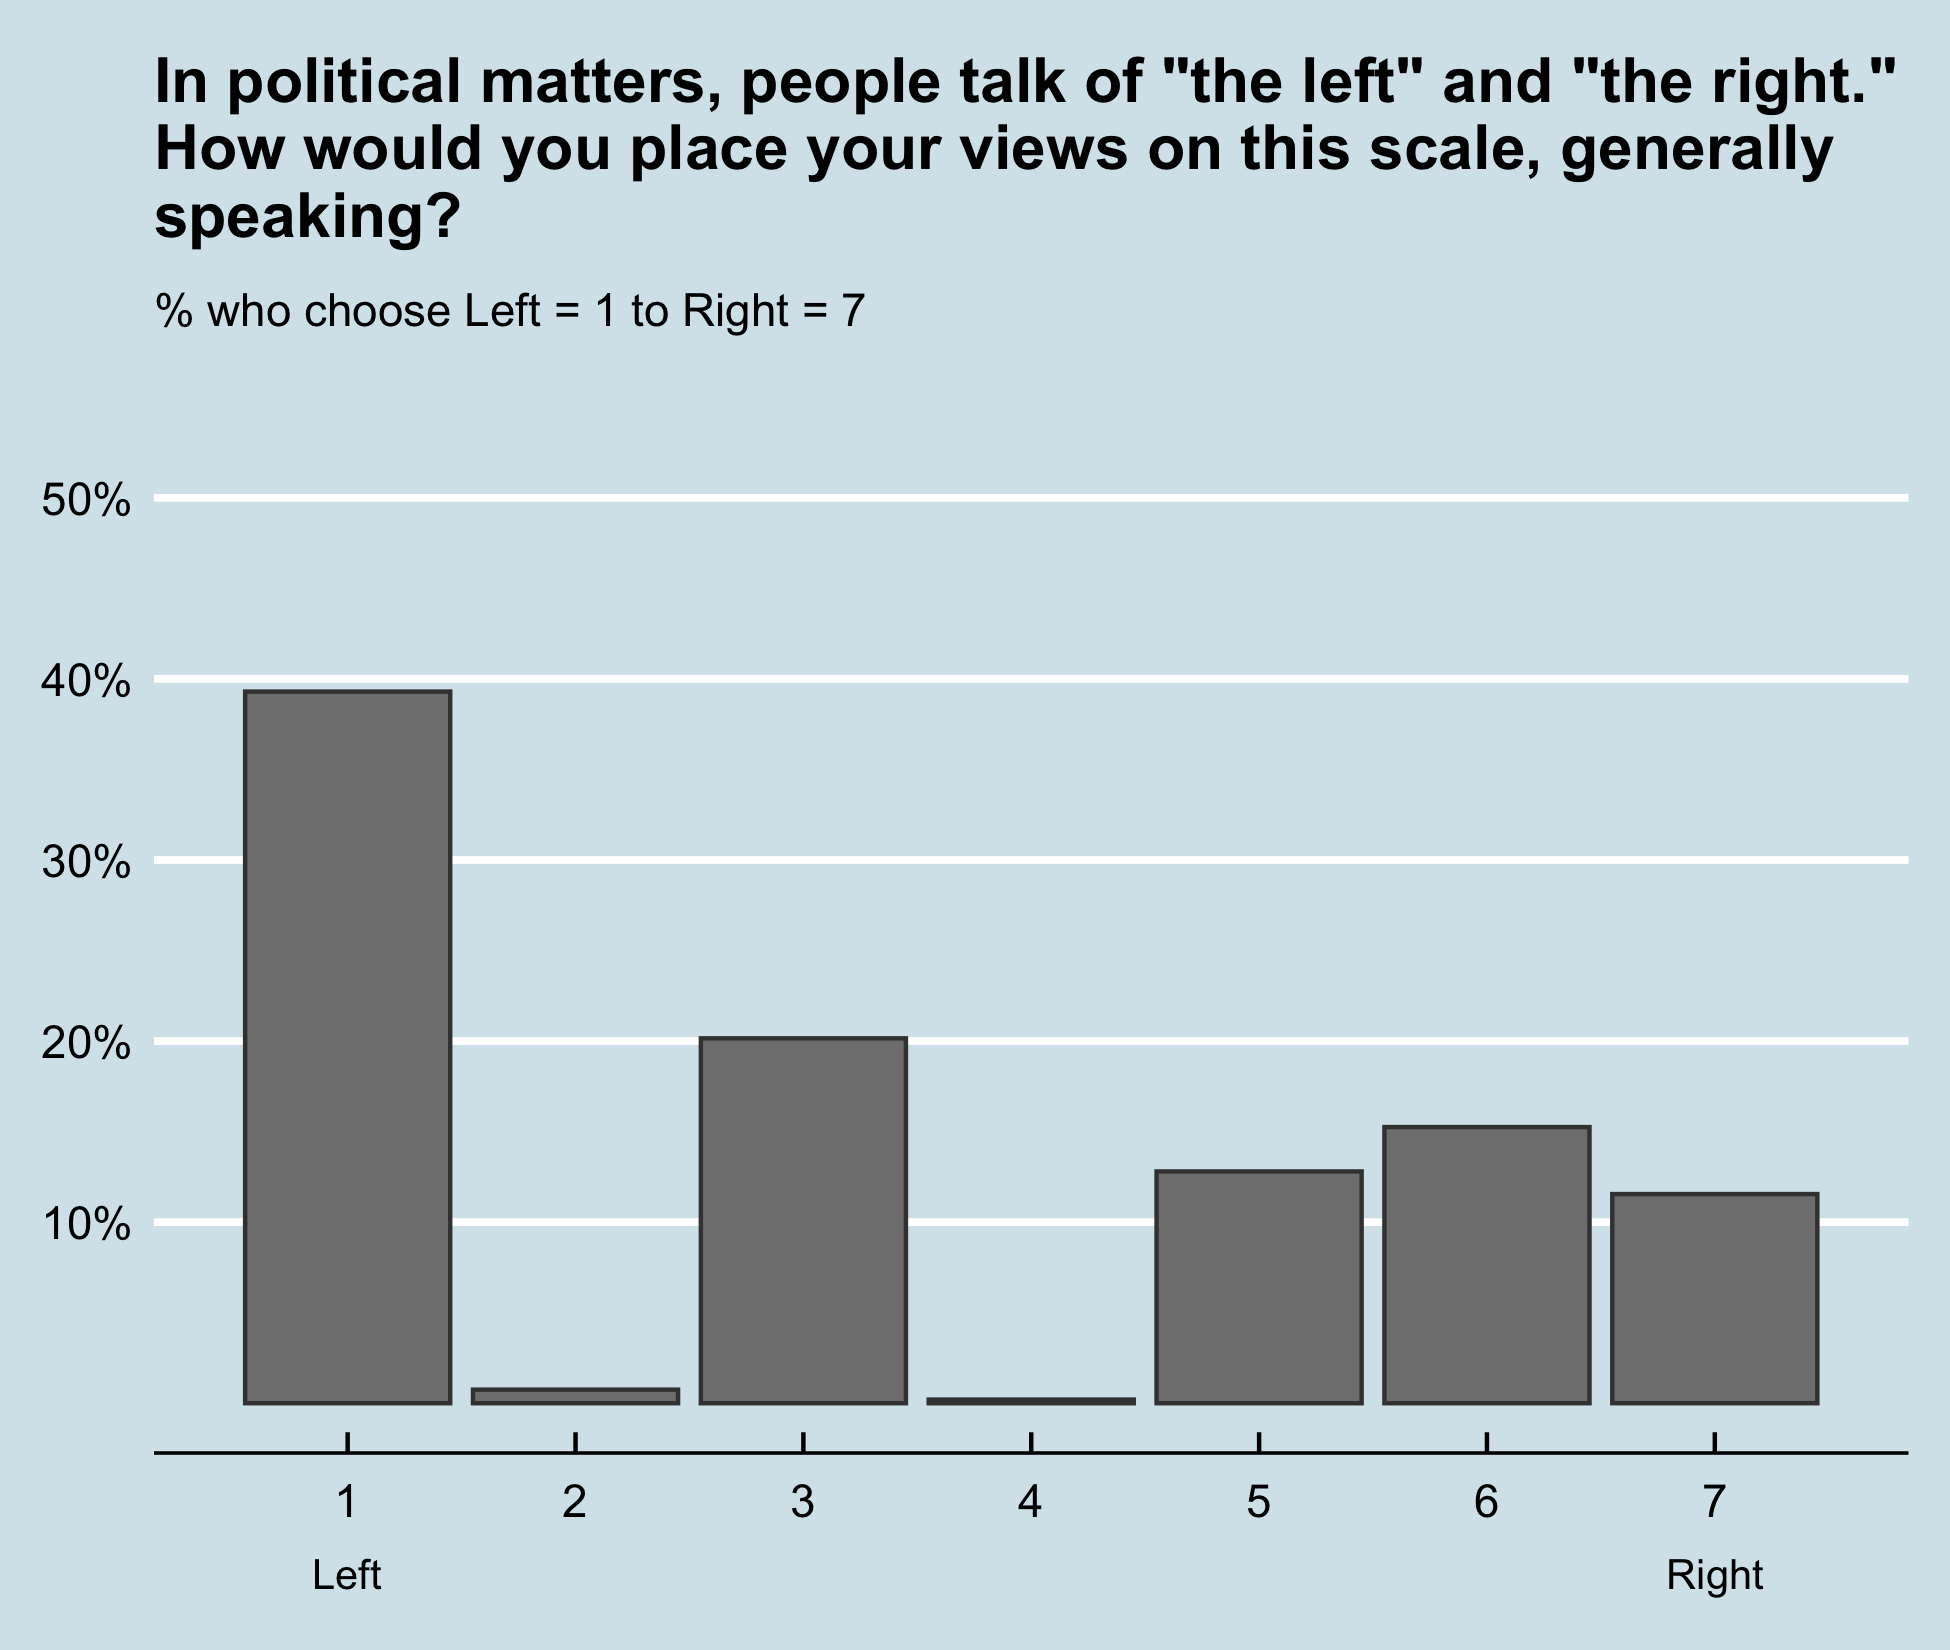 In political matters, people talk of "the left" and "the right."
How would you place your views on this scale, generally
speaking?
% who choose Left = 1 to Right = 7
50%
40%
30%
20%
10%
1 2 3 4 5 6 7
Left Right